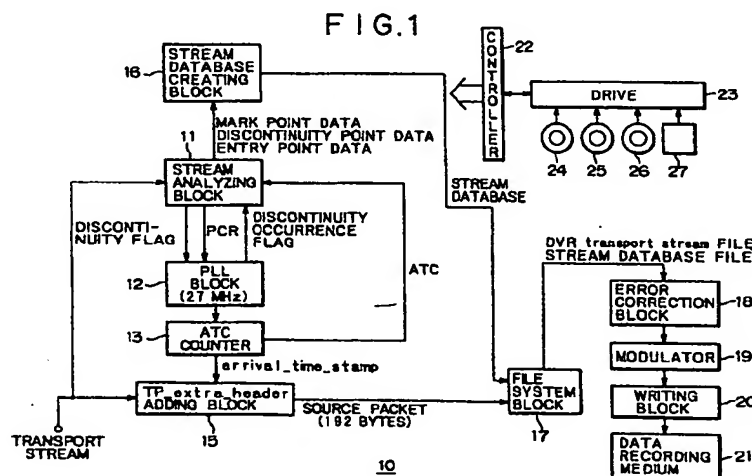 FIG.1
STREAM
DATABASE
CREATING
BLOCK
16
CONTROLLER
22
DRIVE
23
24
25
26
27
MARK POINT DATA
DISCONTINUITY POINT DATA
ENTRY POINT DATA
11
STREAM
ANALYZING
BLOCK
STREAM
DATABASE
DISCONTI-
NUITY FLAG
PCR
DISCONTINUITY
OCCURRENCE
FLAG
ATC
DVR transport stream FILE
STREAM DATABASE FILE
12
PLL
BLOCK
(27 MHz)
ERROR
CORRECTION
BLOCK
18
13
ATC
COUNTER
MODULATOR
19
arrival_time_stamp
TP_extra_header
ADDING BLOCK
15
SOURCE PACKET
(192 BYTES)
FILE
SYSTEM
BLOCK
17
WRITING
BLOCK
20
TRANSPORT
STREAM
DATA
RECORDING
MEDIUM
21
10